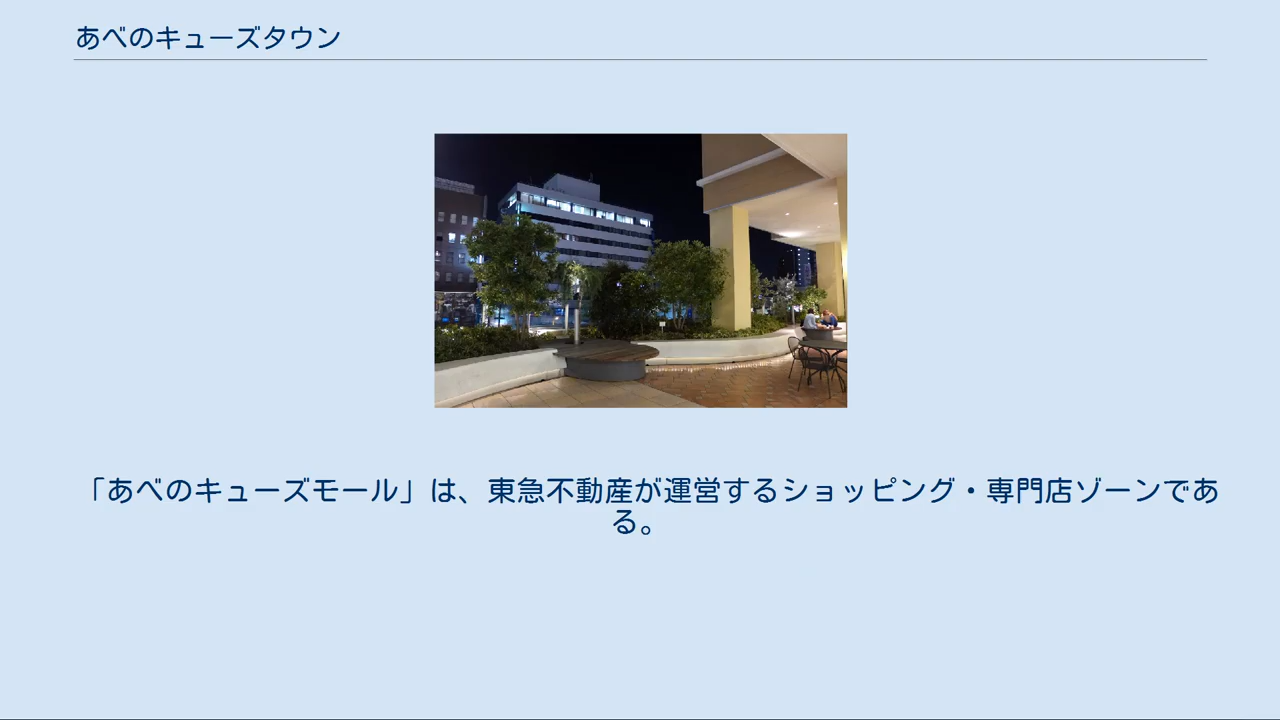 あべのキューズタウン
「あべのキューズモール」は、東急不動産が運営するショッピング・専門店ゾーンであ
る。